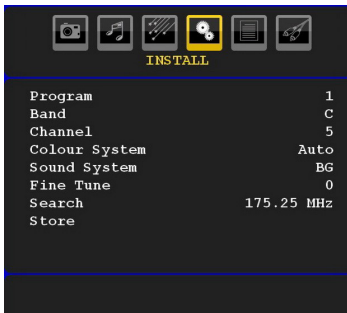 INSTALL
Program 1
Band C
Channel 5
Colour System Auto
Sound System BG
Fine Tune 0
Search 175.25 MHz
Store